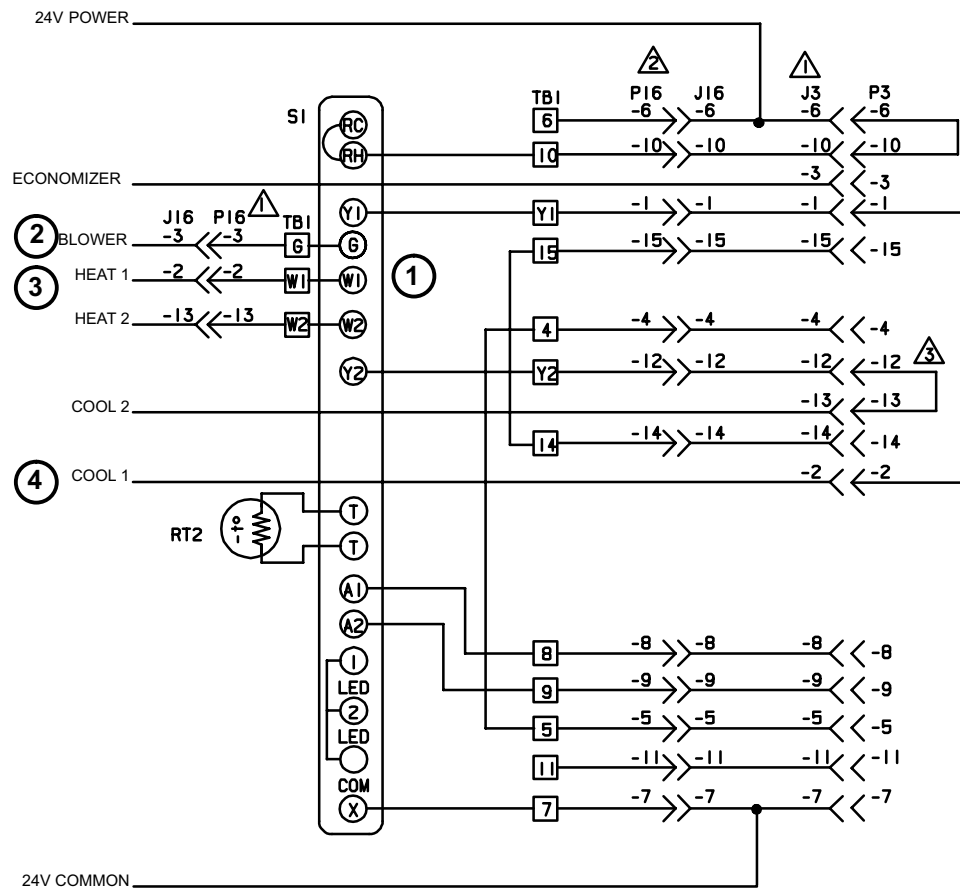 24V POWER
2 1
TB1 P16 J16 J3 P3
S1 RC 6 -6 -6 -6 -6
RH 10 -10 -10 -10 -10
ECONOMIZER -3 -3
J16 P16 1 TB1 Y1 Y1 -1 -1 -1 -1
2 BLOWER -3 -3 G G 15 -15 -15 -15 -15
3 HEAT 1 -2 -2 W1 W1 1
HEAT 2 -13 -13 W2 W2 4 -4 -4 -4 -4
Y2 Y2 -12 -12 -12 -12 3
COOL 2 -13 -13
14 -14 -14 -14 -14
4 COOL 1 -2 -2
T
RT2 -t°
T
A1
A2 8 -8 -8 -8 -8
1
LED 9 -9 -9 -9 -9
2 5 -5 -5 -5 -5
LED
11 -11 -11 -11 -11
COM
X 7 -7 -7 -7 -7
24V COMMON